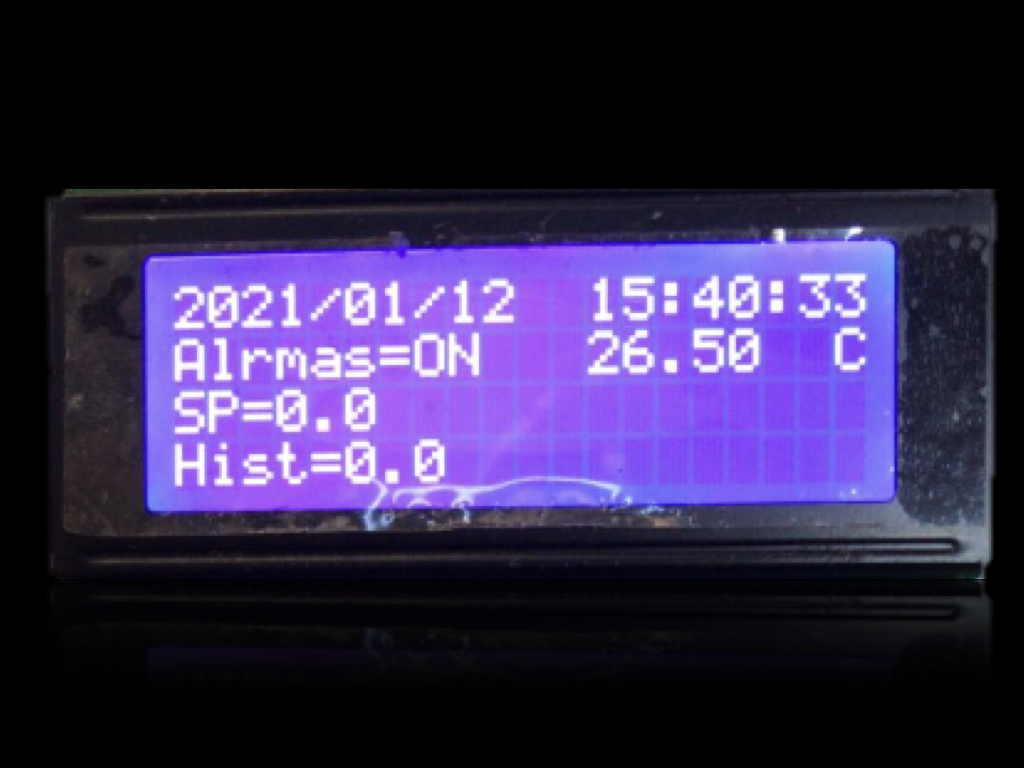 2021/01/12 15:40:33
Alrmas=ON 26.50 C
SP=0.0
Hist=0.0